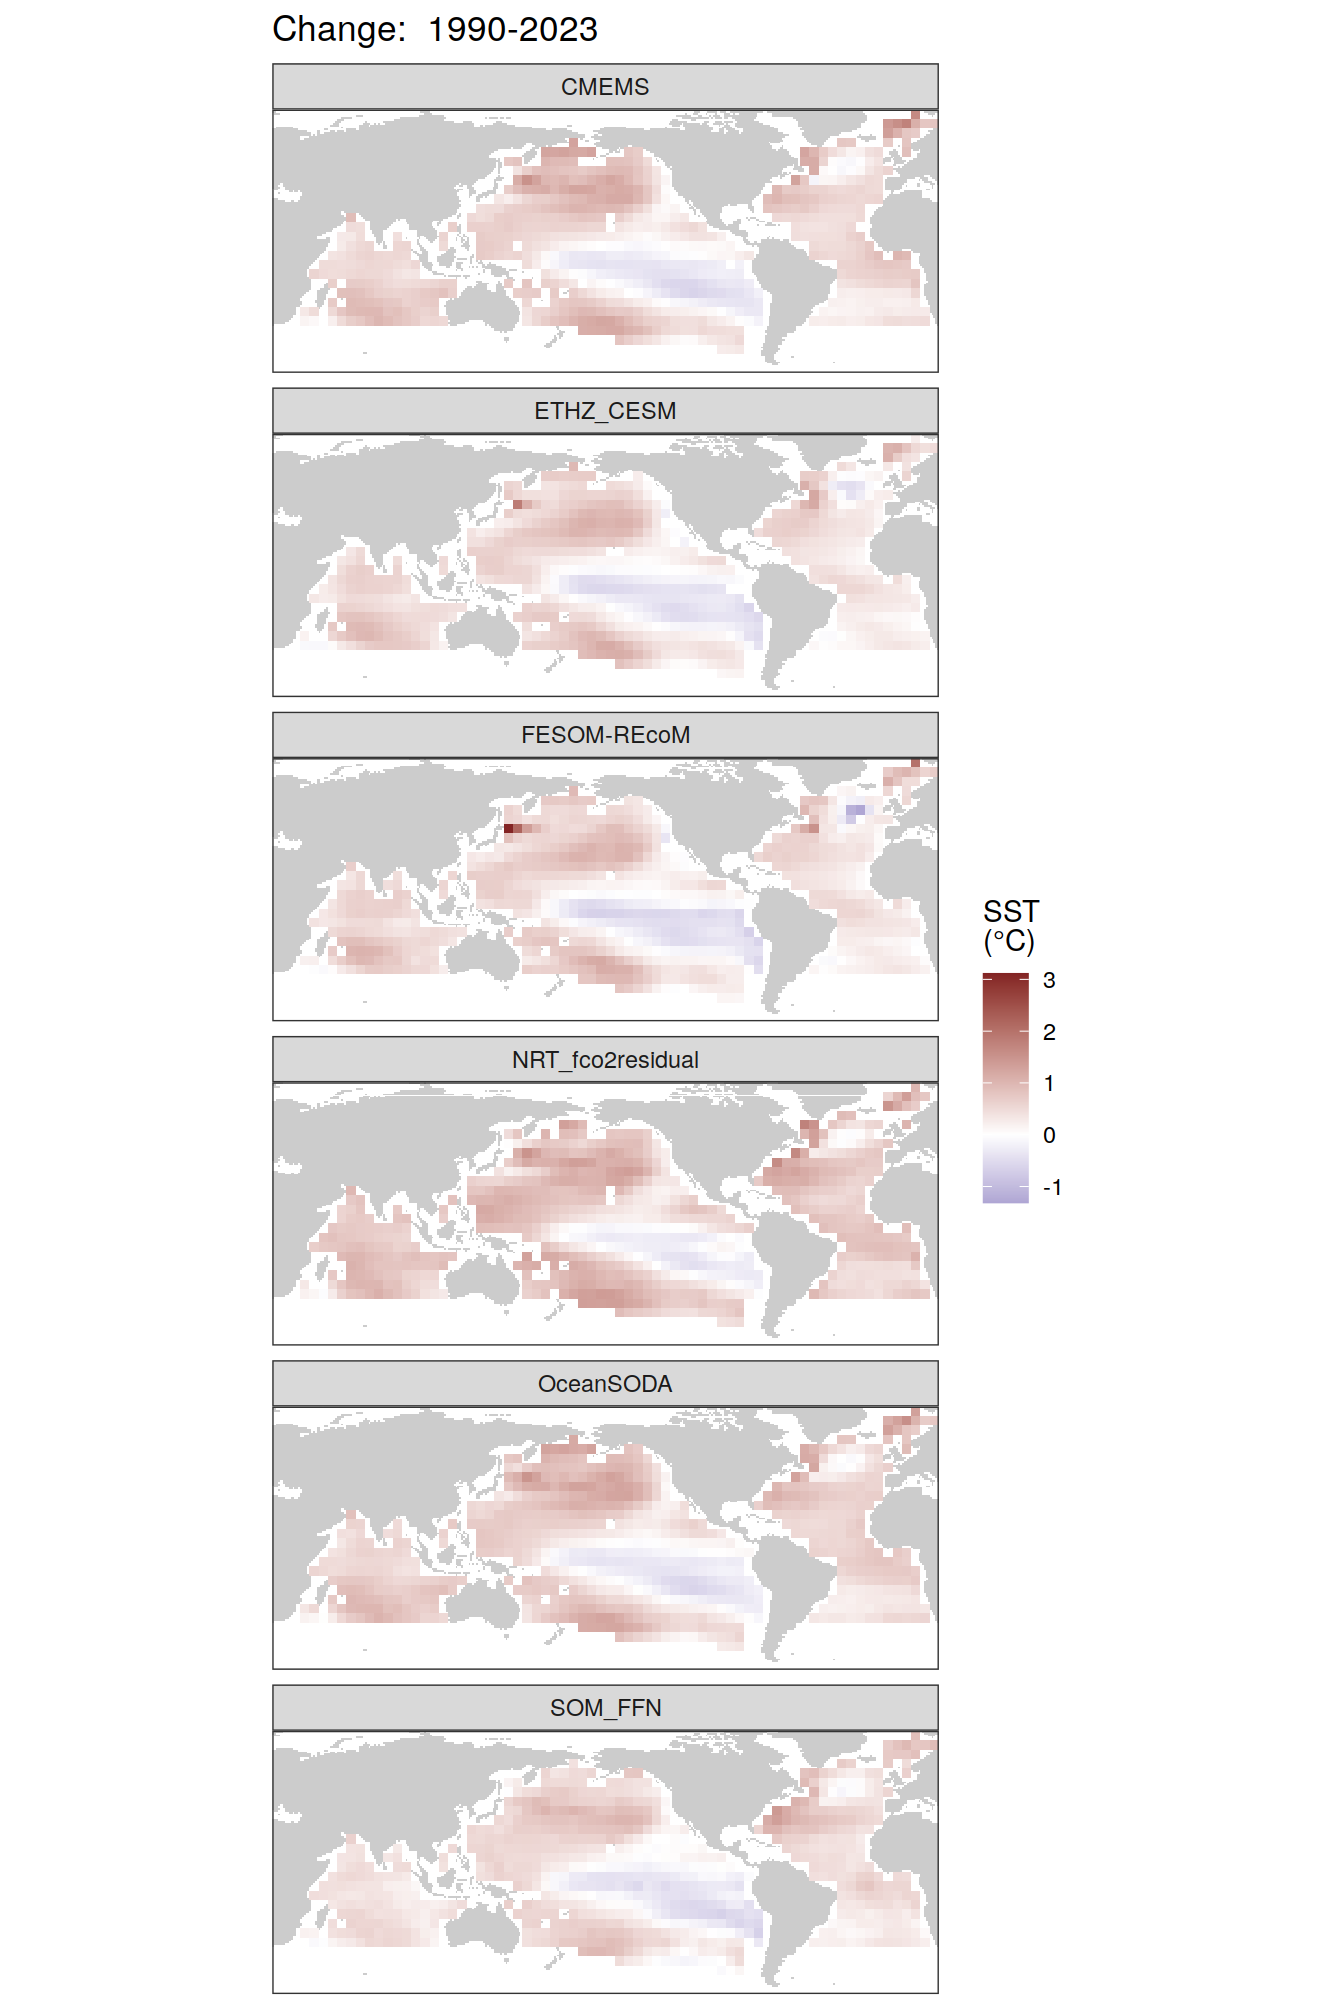 Change:  1990-2023
CMEMS
ETHZ_CESM
FESOM-REcoM
NRT_fco2residual
OceanSODA
SOM_FFN
SST
(°C)
3
2
1
0
-1